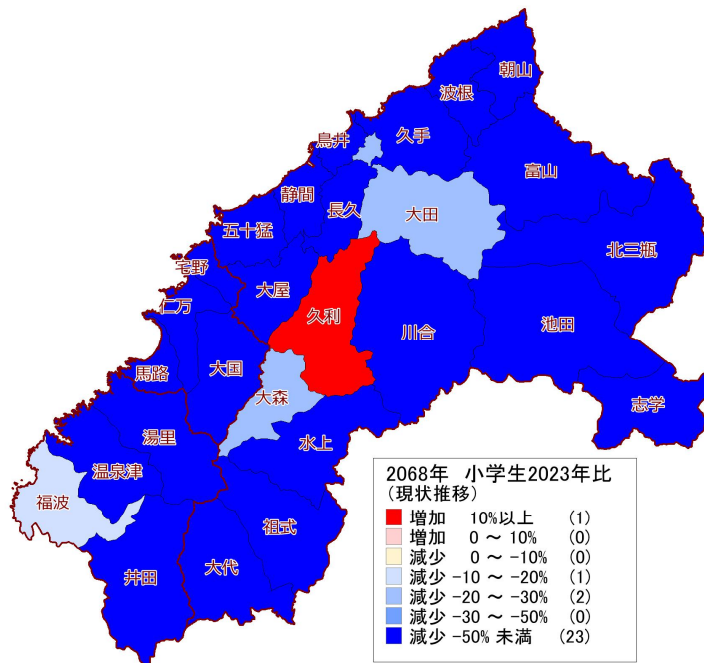 朝山
波根
鳥井
久手
富山
静間
長久
大田
五十猛
北三瓶
宅野
大屋
久利
仁万
川合
池田
馬路
大国
大森
志学
湯里
水上
温泉津
福波
祖式
井田
大代
2068年 小学生2023年比
(現状推移)
増加 10%以上 (1)
増加 0 ～ 10% (0)
減少 0 ～ -10% (0)
減少 -10 ～ -20% (1)
減少 -20 ～ -30% (2)
減少 -30 ～ -50% (0)
減少 -50% 未満 (23)